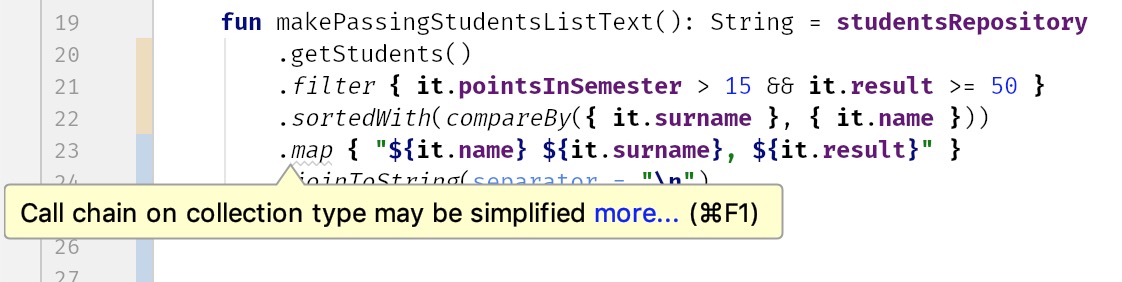 19 fun makePassingStudentsListText(): String = studentsRepository
20 .getStudents()
21 .filter { it.pointsInSemester > 15 && it.result >= 50 }
22 .sortedWith(compareBy({ it.surname }, { it.name }))
23 .map { "${it.name} ${it.surname}, ${it.result}" }
24 joinToString(separator = "\n")
Call chain on collection type may be simplified more... (⌘F1)
26
27